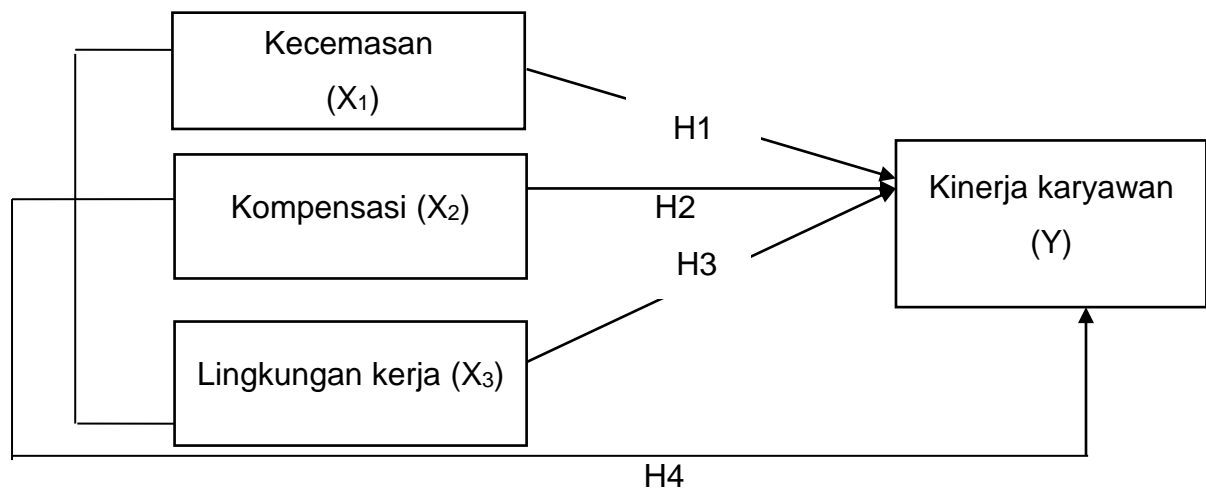 Kecemasan
(X₁)
H1
Kompensasi (X₂)
H2
Kinerja karyawan
(Y)
H3
Lingkungan kerja (X₃)
H4